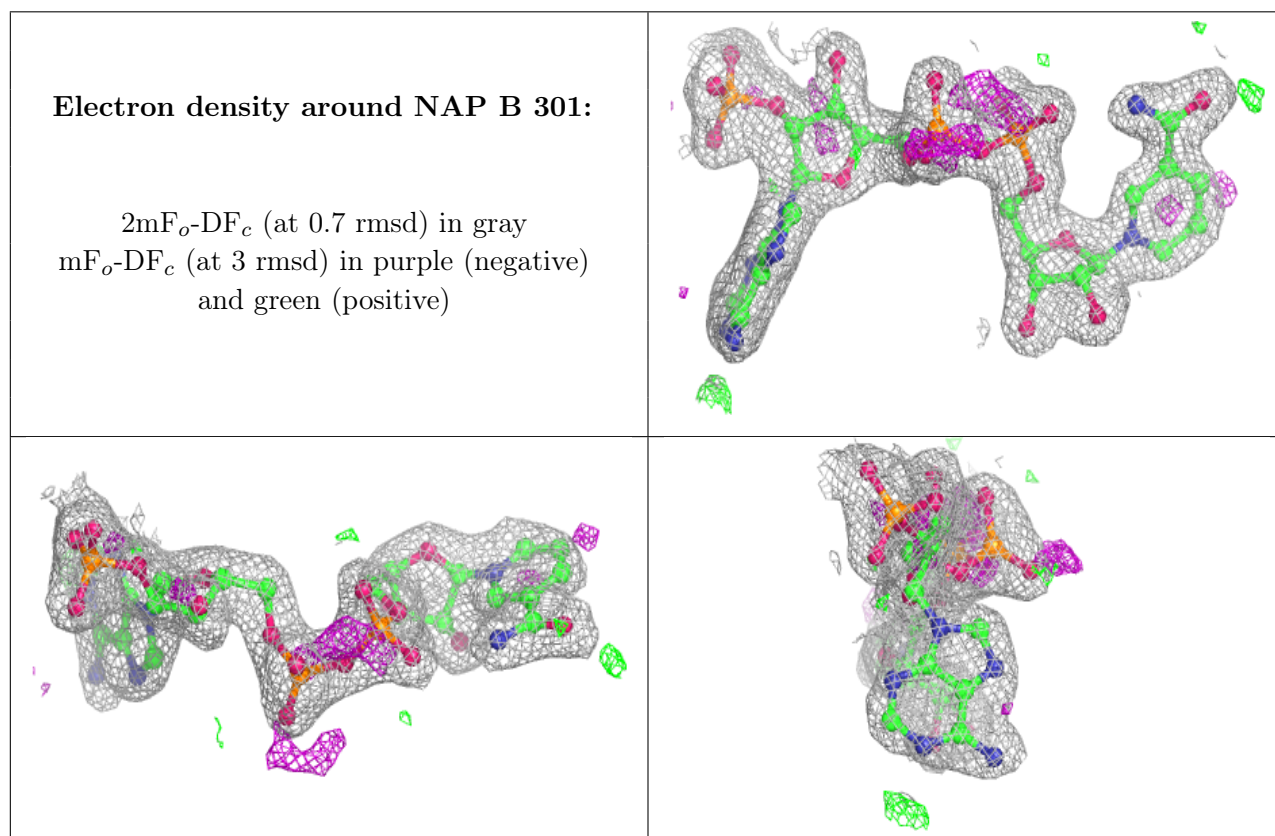 Electron density around NAP B 301:
2mFo-DFc (at 0.7 rmsd) in gray
mFo-DFc (at 3 rmsd) in purple (negative)
and green (positive)